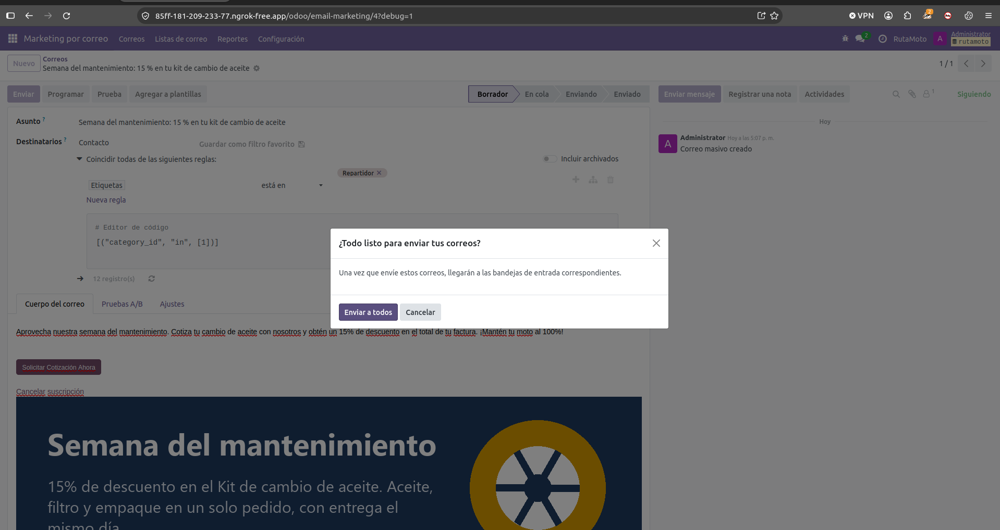 85ff-181-209-233-77.ngrok-free.app/odoo/email-marketing/4?debug=1
VPN
2
Marketing por correo Correos Listas de correo Reportes Configuración
2
RutaMoto
A
Administrator
rutamoto
Nuevo
Correos
Semana del mantenimiento: 15 % en tu kit de cambio de aceite
1 / 1
Enviar Programar Prueba Agregar a plantillas
Borrador En cola Enviando Enviado
Enviar mensaje Registrar una nota Actividades
1
Siguiendo
Asunto ?
Semana del mantenimiento: 15 % en tu kit de cambio de aceite
Hoy
Destinatarios ?
Contacto
Guardar como filtro favorito
A
Administrator Hoy a las 5:07 p. m.
Correo masivo creado
Coincidir todas de las siguientes reglas:
Incluir archivados
Repartidor
Etiquetas
está en
Nueva regla
# Editor de código
[("category_id", "in", [1])]
12 registro(s)
¿Todo listo para enviar tus correos?
Una vez que envíe estos correos, llegarán a las bandejas de entrada correspondientes.
Enviar a todos Cancelar
Cuerpo del correo Pruebas A/B Ajustes
Aprovecha nuestra semana del mantenimiento. Cotiza tu cambio de aceite con nosotros y obtén un 15% de descuento en el total de tu factura. ¡Mantén tu moto al 100%!
Solicitar Cotización Ahora
Cancelar suscripción
Semana del mantenimiento
15% de descuento en el Kit de cambio de aceite. Aceite,
filtro y empaque en un solo pedido, con entrega el
mismo día